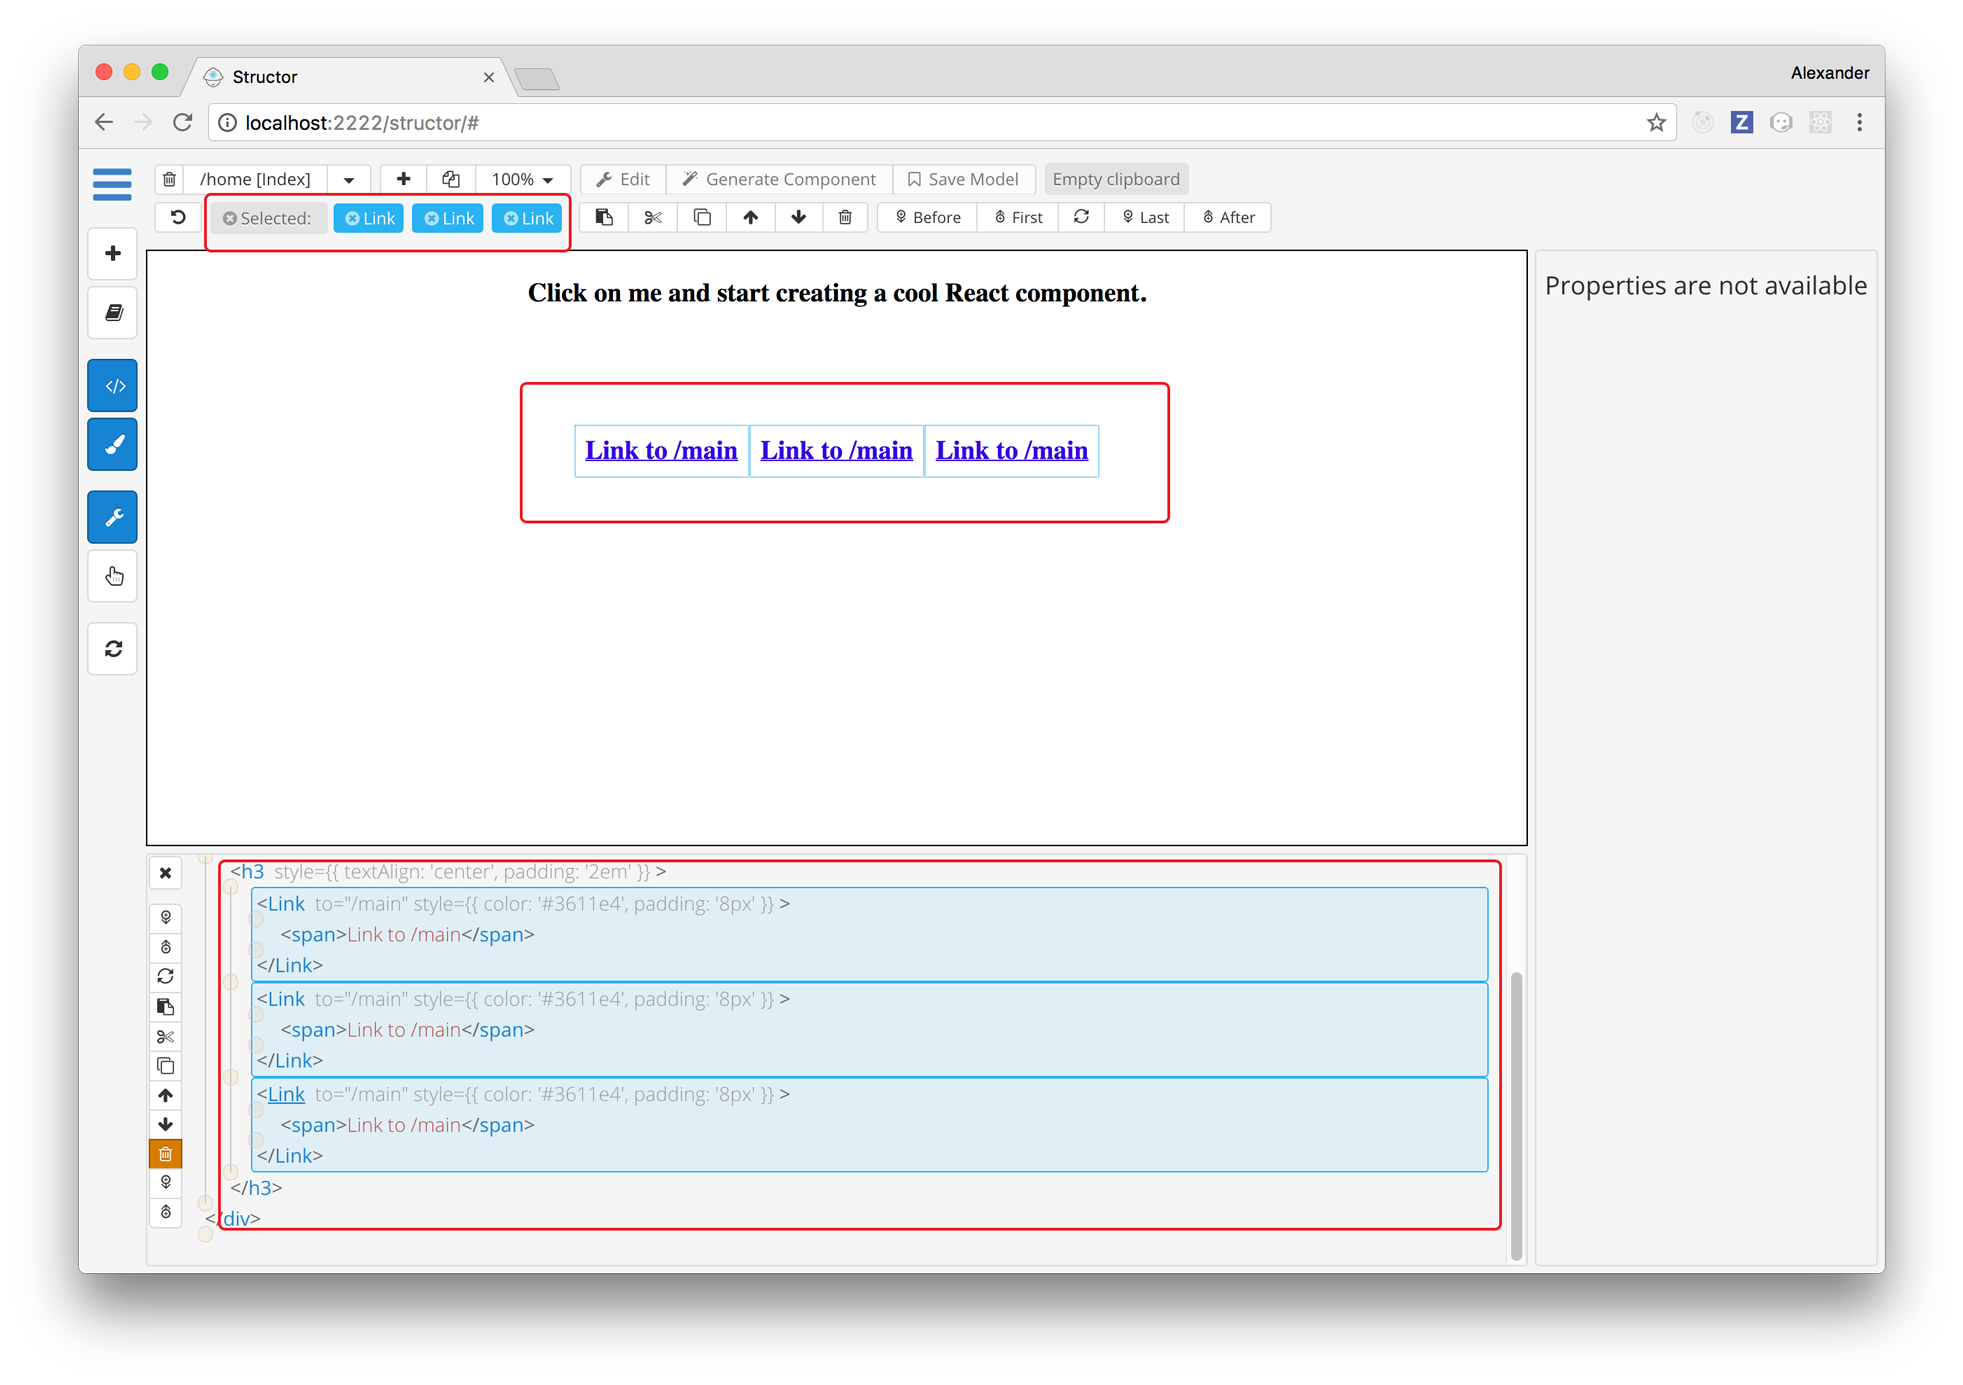 Structor
Alexander
localhost:2222/structor/#
/home [Index] 100% Edit Generate Component Save Model Empty clipboard
Selected: Link Link Link Before First Last After
Click on me and start creating a cool React component.
Properties are not available
Link to /main Link to /main Link to /main
<h3 style={{ textAlign: 'center', padding: '2em' }} >
<Link to="/main" style={{ color: '#3611e4', padding: '8px' }} >
<span>Link to /main</span>
</Link>
<Link to="/main" style={{ color: '#3611e4', padding: '8px' }} >
<span>Link to /main</span>
</Link>
<Link to="/main" style={{ color: '#3611e4', padding: '8px' }} >
<span>Link to /main</span>
</Link>
</h3>
</div>